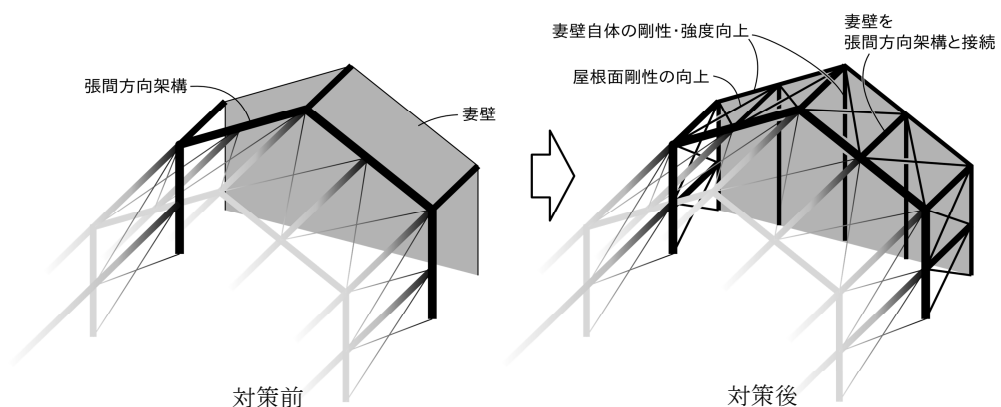 張間方向架構
妻壁
対策前
妻壁自体の剛性・強度向上
屋根面剛性の向上
妻壁を
張間方向架構と接続
対策後